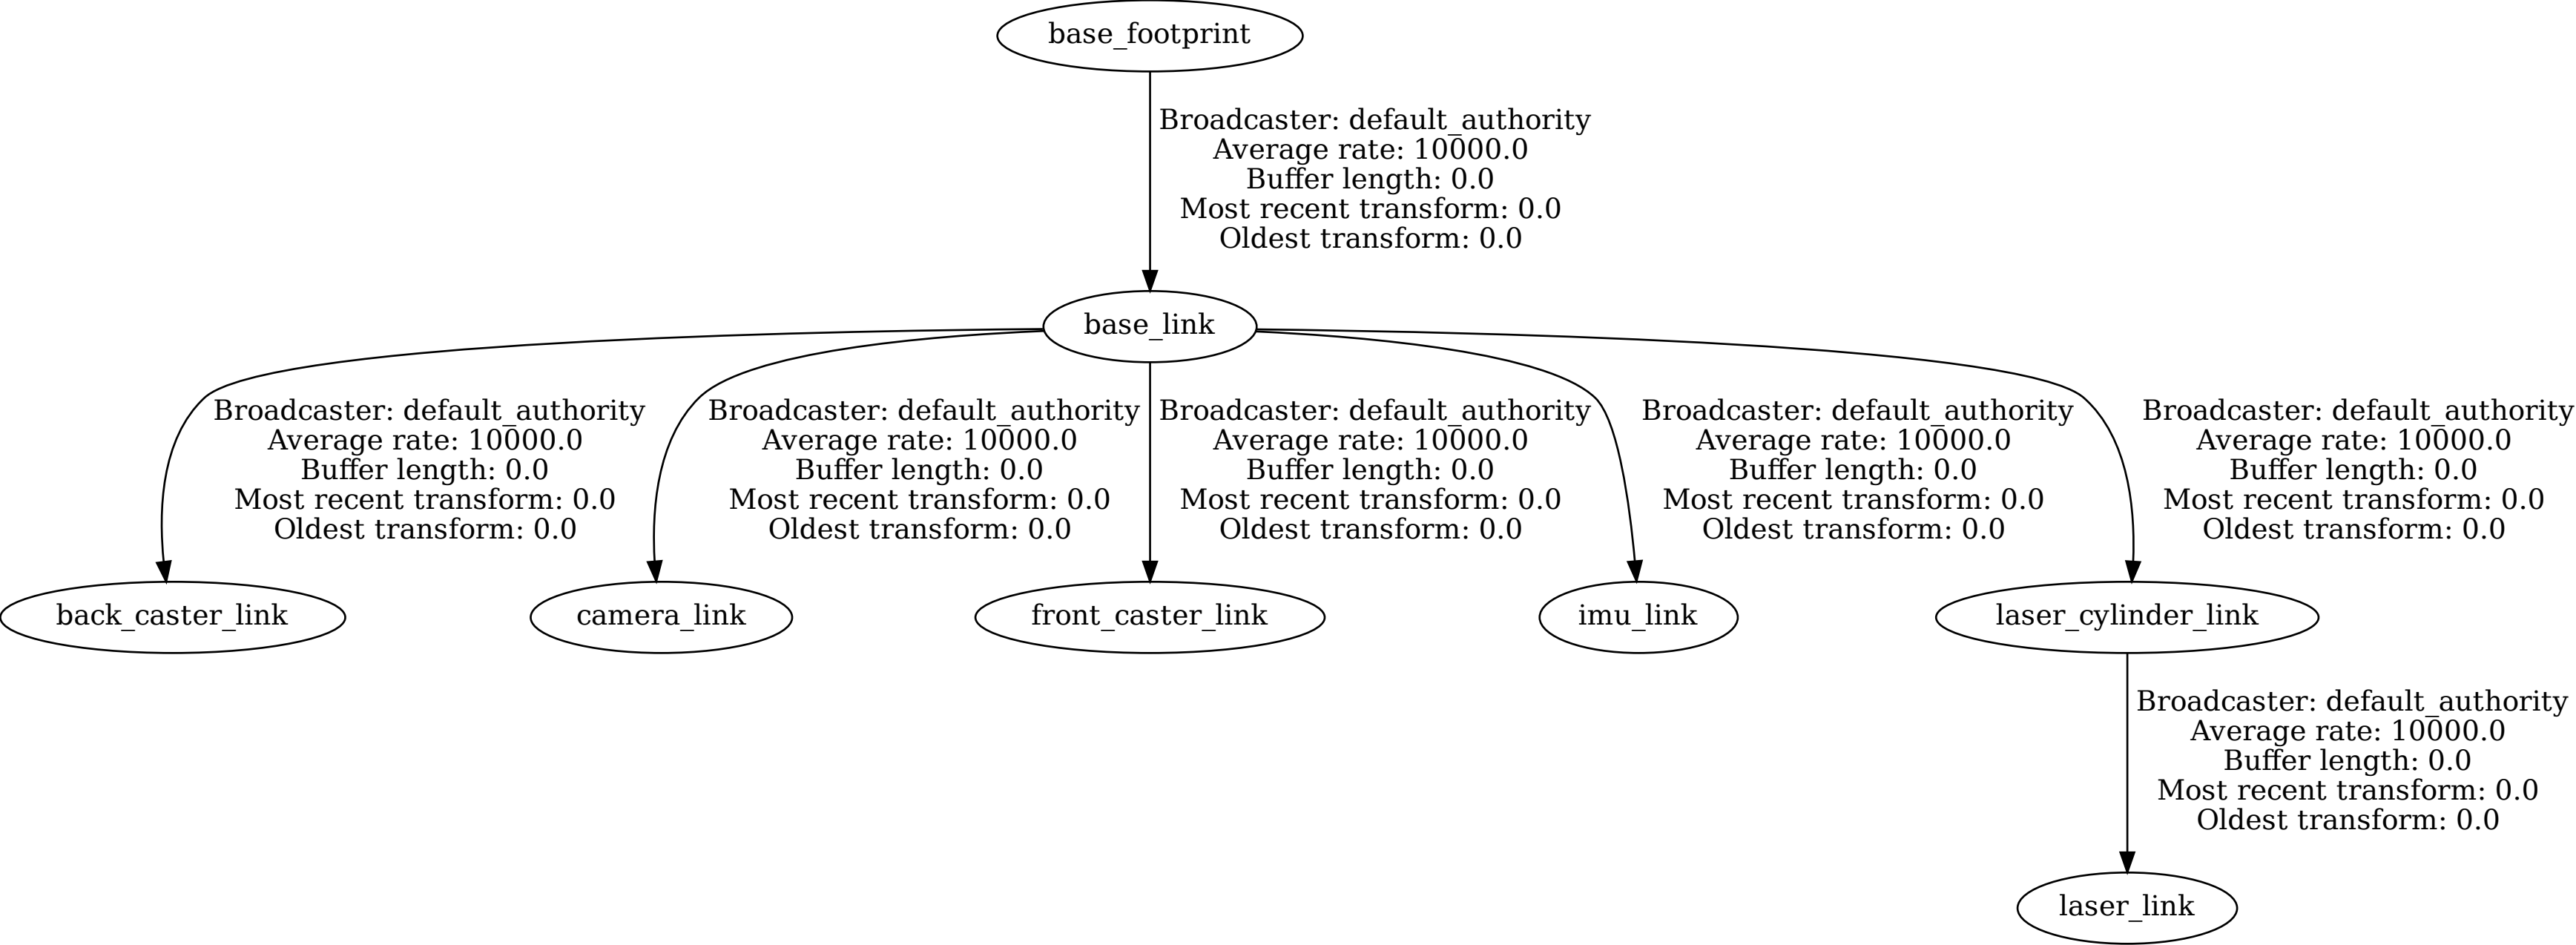 base_footprint
Broadcaster: default_authority
Average rate: 10000.0
Buffer length: 0.0
Most recent transform: 0.0
Oldest transform: 0.0
base_link
Broadcaster: default_authority
Average rate: 10000.0
Buffer length: 0.0
Most recent transform: 0.0
Oldest transform: 0.0
Broadcaster: default_authority
Average rate: 10000.0
Buffer length: 0.0
Most recent transform: 0.0
Oldest transform: 0.0
Broadcaster: default_authority
Average rate: 10000.0
Buffer length: 0.0
Most recent transform: 0.0
Oldest transform: 0.0
Broadcaster: default_authority
Average rate: 10000.0
Buffer length: 0.0
Most recent transform: 0.0
Oldest transform: 0.0
Broadcaster: default_authority
Average rate: 10000.0
Buffer length: 0.0
Most recent transform: 0.0
Oldest transform: 0.0
back_caster_link
camera_link
front_caster_link
imu_link
laser_cylinder_link
Broadcaster: default_authority
Average rate: 10000.0
Buffer length: 0.0
Most recent transform: 0.0
Oldest transform: 0.0
laser_link